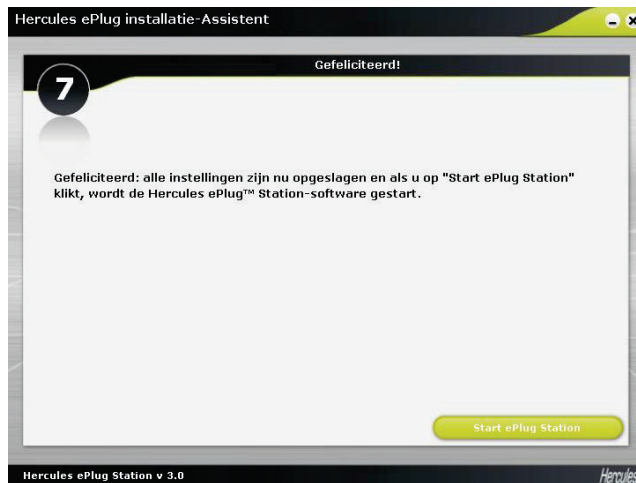 Hercules ePlug installatie-Assistent
Gefeliciteerd!
7
Gefeliciteerd: alle instellingen zijn nu opgeslagen en als u op "Start ePlug Station"
klikt, wordt de Hercules ePlug™ Station-software gestart.
Start ePlug Station
Hercules ePlug Station v 3.0
Hercules